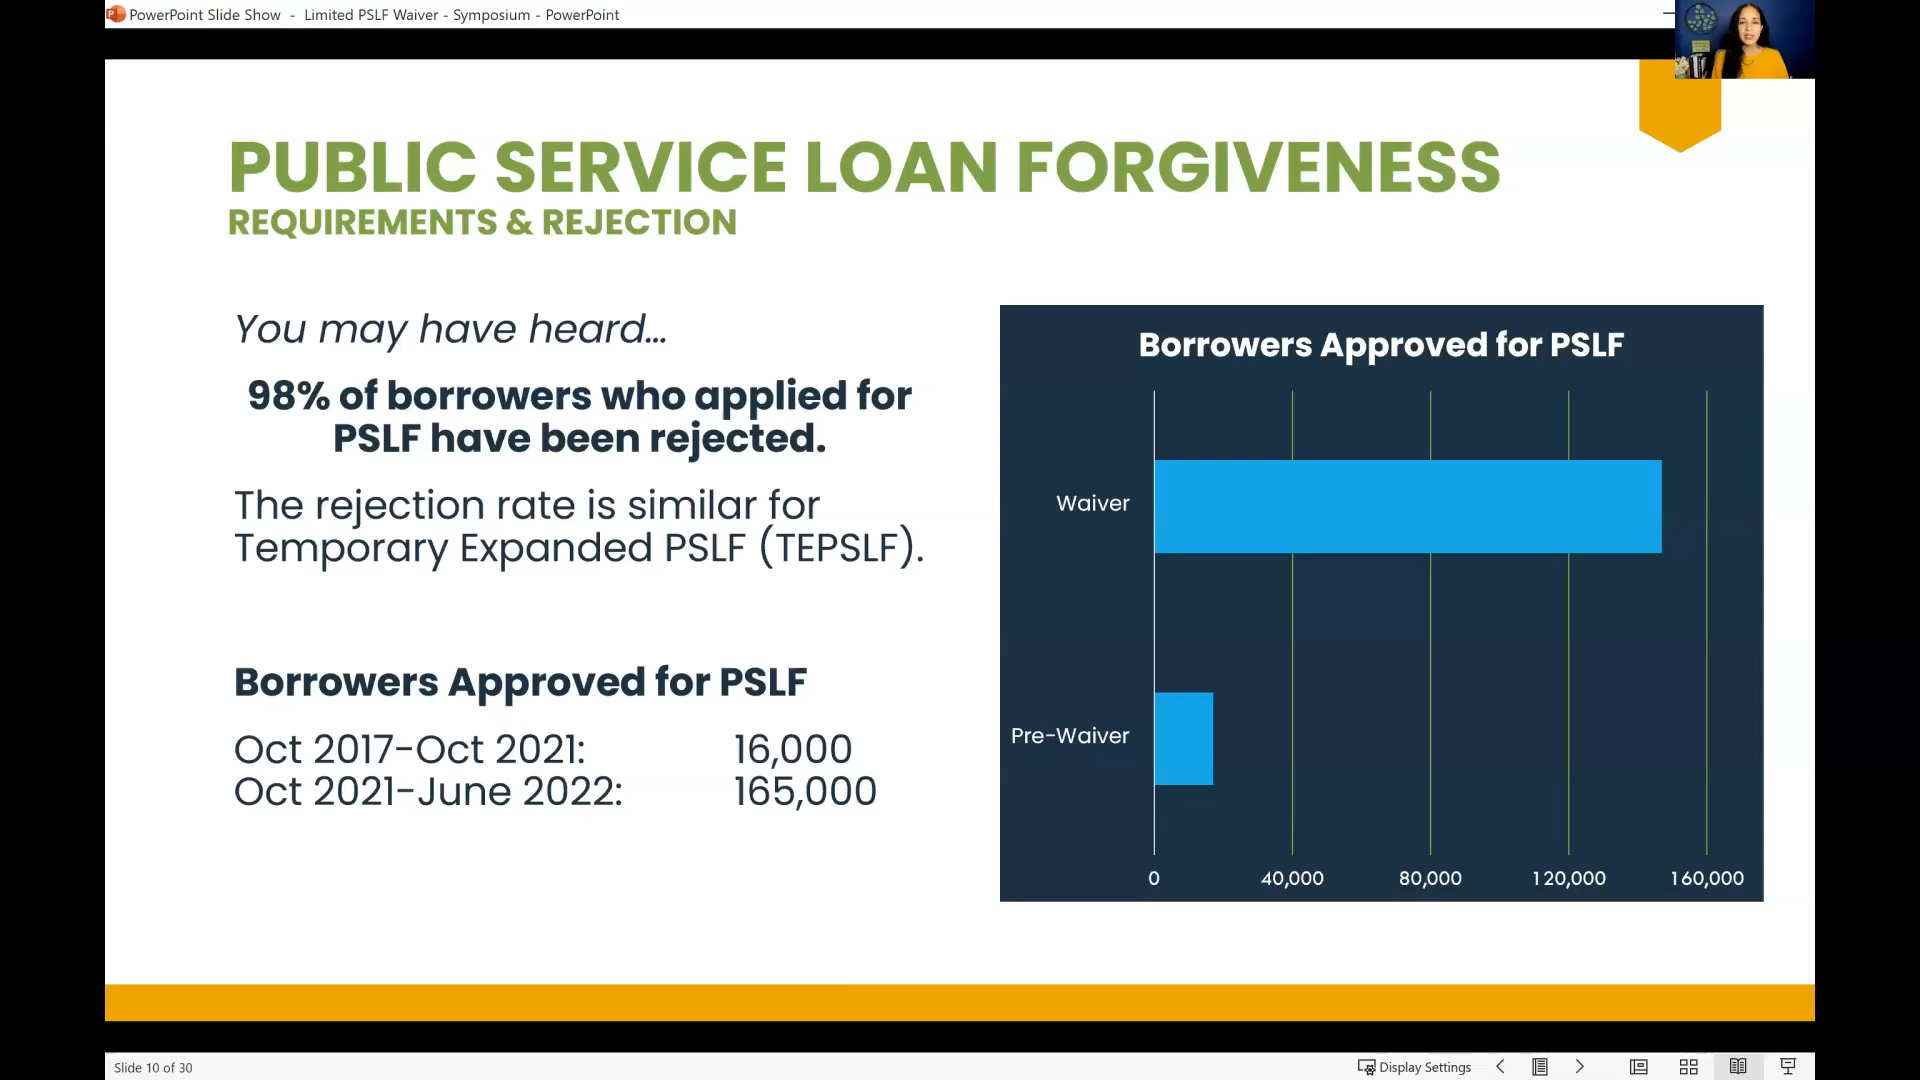 PowerPoint Slide Show - Limited PSLF Waiver - Symposium - PowerPoint
PUBLIC SERVICE LOAN FORGIVENESS
REQUIREMENTS & REJECTION
You may have heard...
98% of borrowers who applied for
PSLF have been rejected.
The rejection rate is similar for
Temporary Expanded PSLF (TEPSLF).
Borrowers Approved for PSLF
Oct 2017-Oct 2021: 16,000
Oct 2021-June 2022: 165,000
Borrowers Approved for PSLF
Waiver
Pre-Waiver
0 40,000 80,000 120,000 160,000
Slide 10 of 30
Display Settings